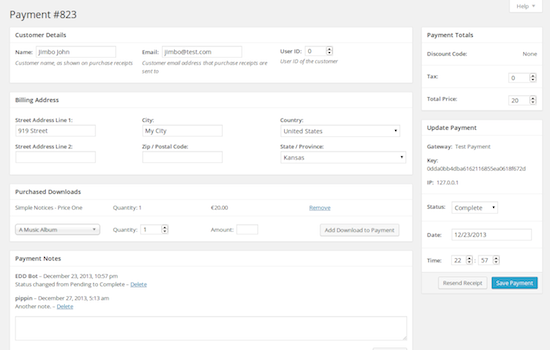 Help
Payment #823
Customer Details
Name: Jimbo John
Email: jimbo@test.com
User ID: 0
Customer name, as shown on purchase receipts
Customer email address that purchase receipts are sent to
User ID of the customer
Billing Address
Street Address Line 1:
919 Street
City:
My City
Country:
United States
Street Address Line 2:
Zip / Postal Code:
State / Province:
Kansas
Purchased Downloads
Simple Notices - Price One
Quantity: 1
€20.00
Remove
A Music Album
Quantity: 1
Amount:
Add Download to Payment
Payment Notes
EDD Bot – December 23, 2013, 10:57 pm
Status changed from Pending to Complete – Delete
pippin – December 27, 2013, 5:13 am
Another note. – Delete
Payment Totals
Discount Code: None
Tax: 0
Total Price: 20
Update Payment
Gateway: Test Payment
Key:
IP: 127.0.0.1
Status: Complete
Date: 12/23/2013
Time: 22 : 57
Resend Receipt
Save Payment